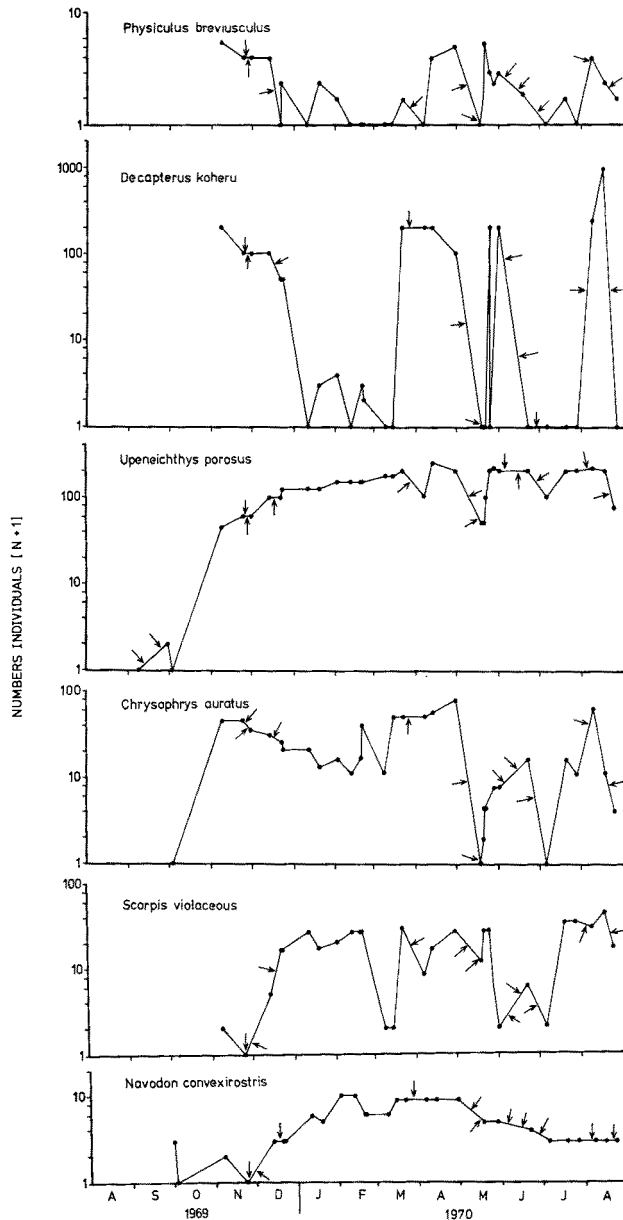 10
Physiculus breviusculus
1
1000
Decapterus koheru
100
10
1
Upeneichthys porosus
100
10
1
NUMBERS INDIVIDUALS [N + 1]
100
Chrysophrys auratus
10
1
100
Scorpis violaceous
10
1
Navodon convexirostris
10
1
A S O N D J F M A M J J A
1969 1970